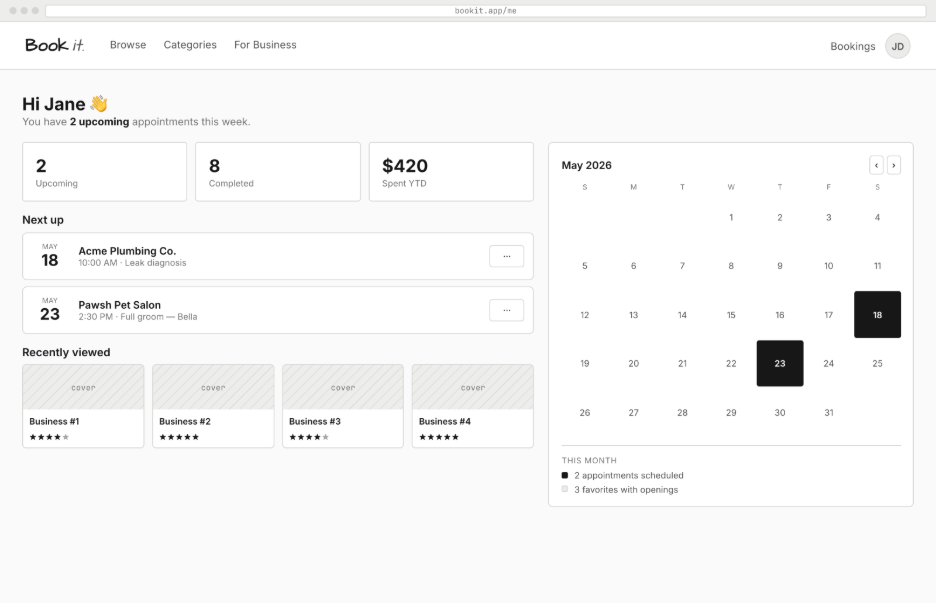 bookit.app/me
Book it.
Browse Categories For Business
Bookings JD
Hi Jane 👋
You have 2 upcoming appointments this week.
2
Upcoming
8
Completed
$420
Spent YTD
Next up
MAY
18
Acme Plumbing Co.
10:00 AM · Leak diagnosis
...
MAY
23
Pawsh Pet Salon
2:30 PM · Full groom — Bella
...
Recently viewed
cover
Business #1
★★★★★
cover
Business #2
★★★★★
cover
Business #3
★★★★★
cover
Business #4
★★★★★
May 2026
‹ ›
S M T W T F S
1 2 3 4
5 6 7 8 9 10 11
12 13 14 15 16 17 18
19 20 21 22 23 24 25
26 27 28 29 30 31
THIS MONTH
2 appointments scheduled
3 favorites with openings